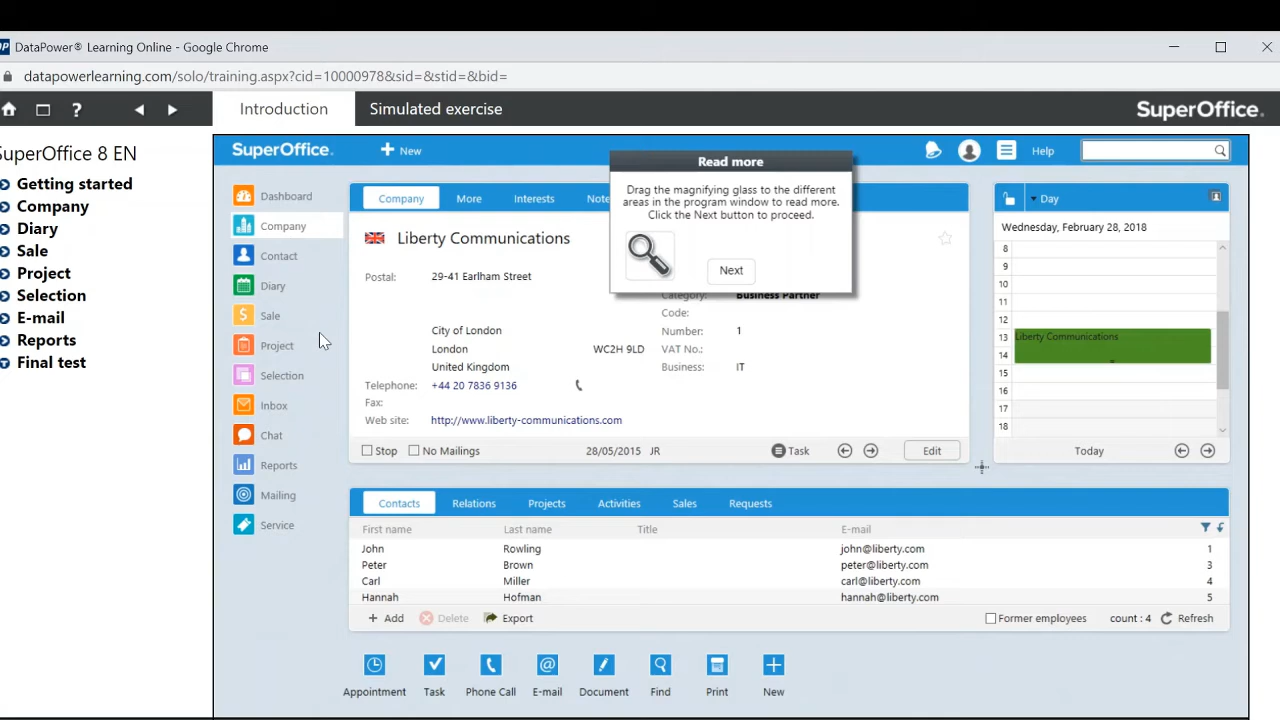 DataPower® Learning Online - Google Chrome
datapowerlearning.com/solo/training.aspx?cid=10000978&sid=&stid=&bid=
? Introduction Simulated exercise SuperOffice.
SuperOffice 8 EN
Getting started
Company
Diary
Sale
Project
Selection
E-mail
Reports
Final test
SuperOffice. New Help
Dashboard
Company
Contact
Diary
Sale
Project
Selection
Inbox
Chat
Reports
Mailing
Service
Company More Interests Note
Liberty Communications
Postal: 29-41 Earlham Street
City of London
London WC2H 9LD
United Kingdom
Telephone: +44 20 7836 9136
Fax:
Web site: http://www.liberty-communications.com
Category: Business Partner
Code:
Number: 1
VAT No.:
Business: IT
Stop No Mailings 28/05/2015 JR Task Edit
Read more
Drag the magnifying glass to the different
areas in the program window to read more.
Click the Next button to proceed.
Next
Day
Wednesday, February 28, 2018
8
9
10
11
12
13 Liberty Communications
14
15
16
17
18
Today
Contacts Relations Projects Activities Sales Requests
First name Last name Title E-mail
John Rowling john@liberty.com 1
Peter Brown peter@liberty.com 3
Carl Miller carl@liberty.com 4
Hannah Hofman hannah@liberty.com 5
Add Delete Export Former employees count : 4 Refresh
Appointment Task Phone Call E-mail Document Find Print New